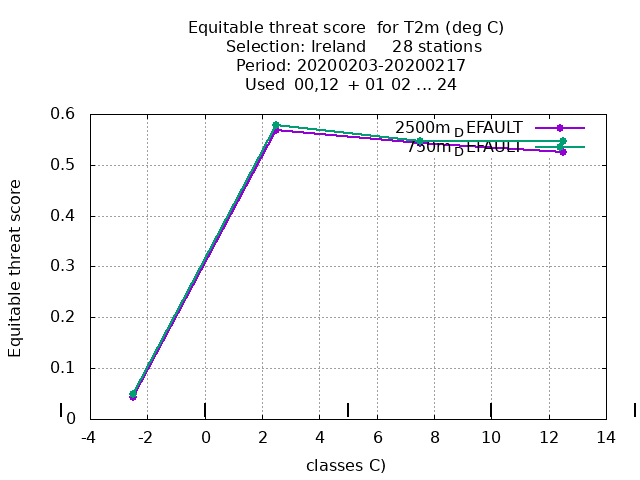 Equitable threat score for T2m (deg C)
Selection: Ireland 28 stations
Period: 20200203-20200217
Used 00,12 + 01 02 ... 24
0.6
0.5
0.4
0.3
0.2
0.1
0
Equitable threat score
2500m_DEFAULT
750m_DEFAULT
-4 -2 0 2 4 6 8 10 12 14
classes C)